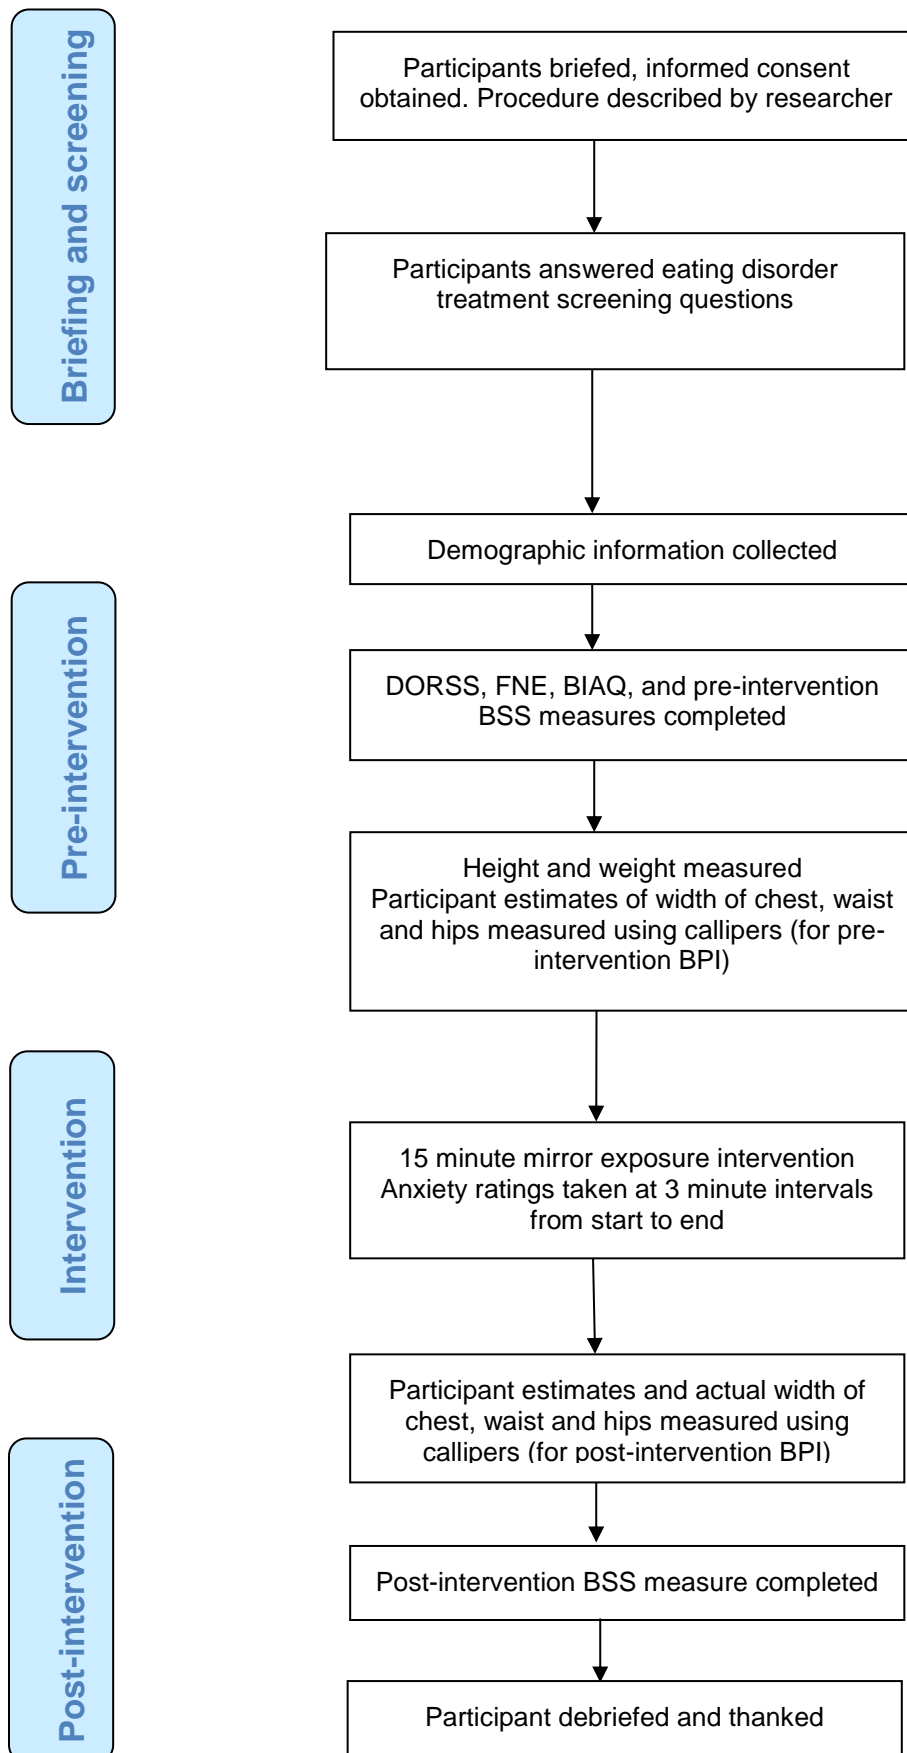 Briefing and screening
Participants briefed, informed consent
obtained. Procedure described by researcher
Participants answered eating disorder
treatment screening questions
Pre-intervention
Demographic information collected
DORSS, FNE, BIAQ, and pre-intervention
BSS measures completed
Height and weight measured
Participant estimates of width of chest, waist
and hips measured using callipers (for pre-
intervention BPI)
Intervention
15 minute mirror exposure intervention
Anxiety ratings taken at 3 minute intervals
from start to end
Post-intervention
Participant estimates and actual width of
chest, waist and hips measured using
callipers (for post-intervention BPI)
Post-intervention BSS measure completed
Participant debriefed and thanked